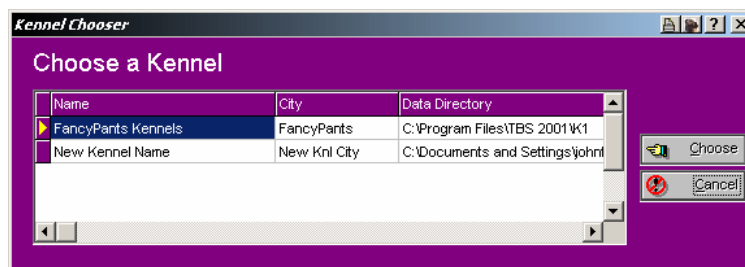 Kennel Chooser ?
Choose a Kennel
Name City Data Directory
FancyPants Kennels FancyPants C:\Program Files\TBS 2001\K1
New Kennel Name New Knl City C:\Documents and Settings\john
Choose
Cancel